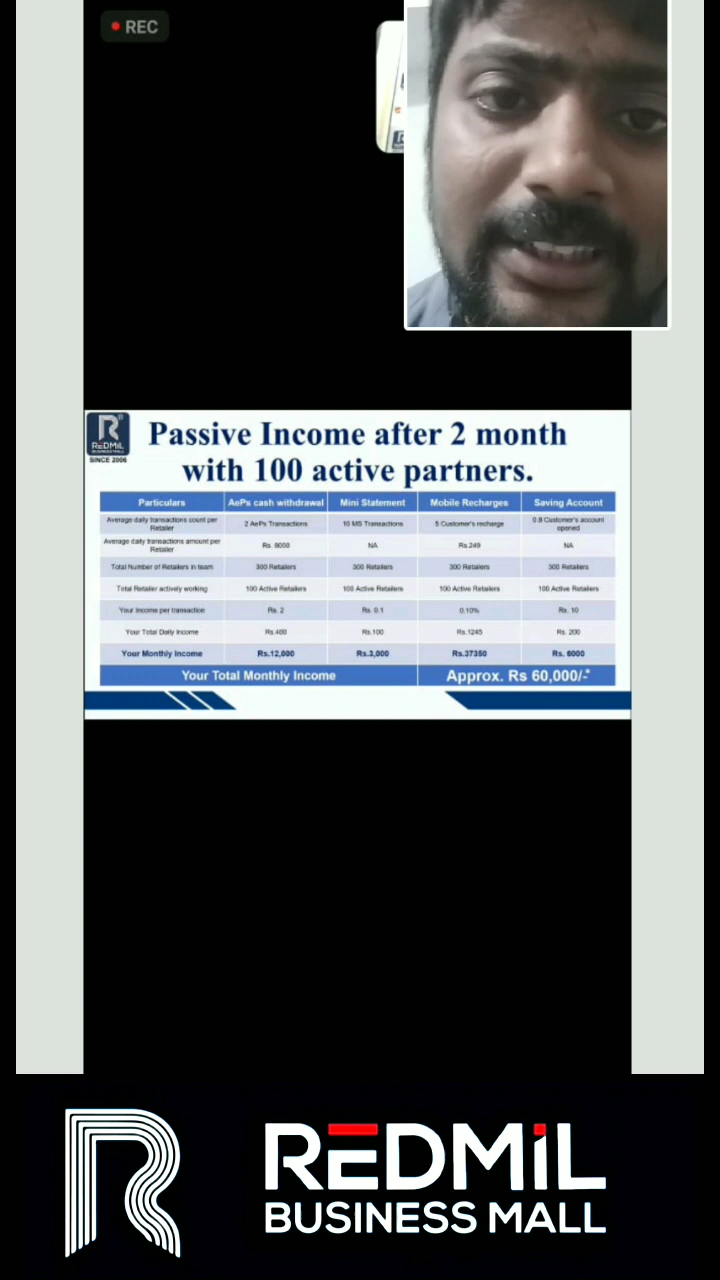 REC
REDMIL
BUSINESS MALL
SINCE 2006
Passive Income after 2 month
with 100 active partners.
Particulars AePs cash withdrawal Mini Statement Mobile Recharges Saving Account
Average daily transactions count per Retailer 2 AePs Transactions 10 MS Transactions 5 Customer's recharge 0.8 Customer's account opened
Average daily transactions amount per Retailer Rs. 6000 NA Rs.249 NA
Total Number of Retailers in team 300 Retailers 300 Retailers 300 Retailers 300 Retailers
Total Retailer actively working 100 Active Retailers 100 Active Retailers 100 Active Retailers 100 Active Retailers
Your Income per transaction Rs. 2 Rs. 0.1 0.10% Rs. 10
Your Total Daily Income Rs.400 Rs.100 Rs.1245 Rs. 200
Your Monthly Income Rs.12,000 Rs.3,000 Rs.37350 Rs. 6000
Your Total Monthly Income Approx. Rs 60,000/-*
REDMiL
BUSINESS MALL